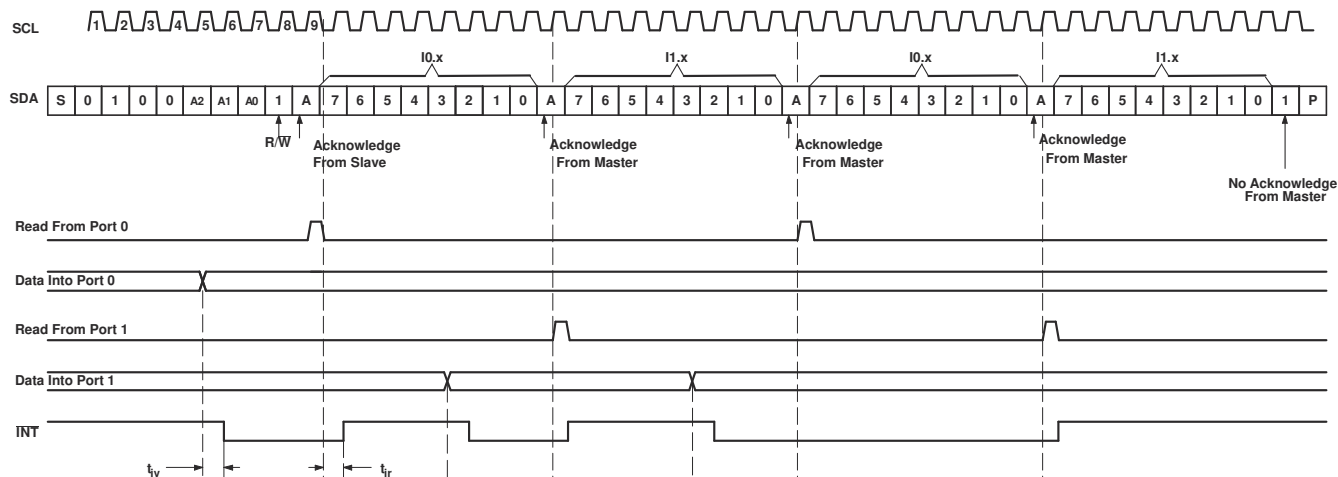 SCL 1 2 3 4 5 6 7 8 9
I0.x I1.x I0.x I1.x
SDA S 0 1 0 0 A2 A1 A0 1 A 7 6 5 4 3 2 1 0 A 7 6 5 4 3 2 1 0 A 7 6 5 4 3 2 1 0 A 7 6 5 4 3 2 1 0 1 P
R/W̅ Acknowledge Acknowledge Acknowledge Acknowledge
From Slave From Master From Master From Master
No Acknowledge
From Master
Read From Port 0
Data Into Port 0
Read From Port 1
Data Into Port 1
I̅N̅T̅
tiv tir